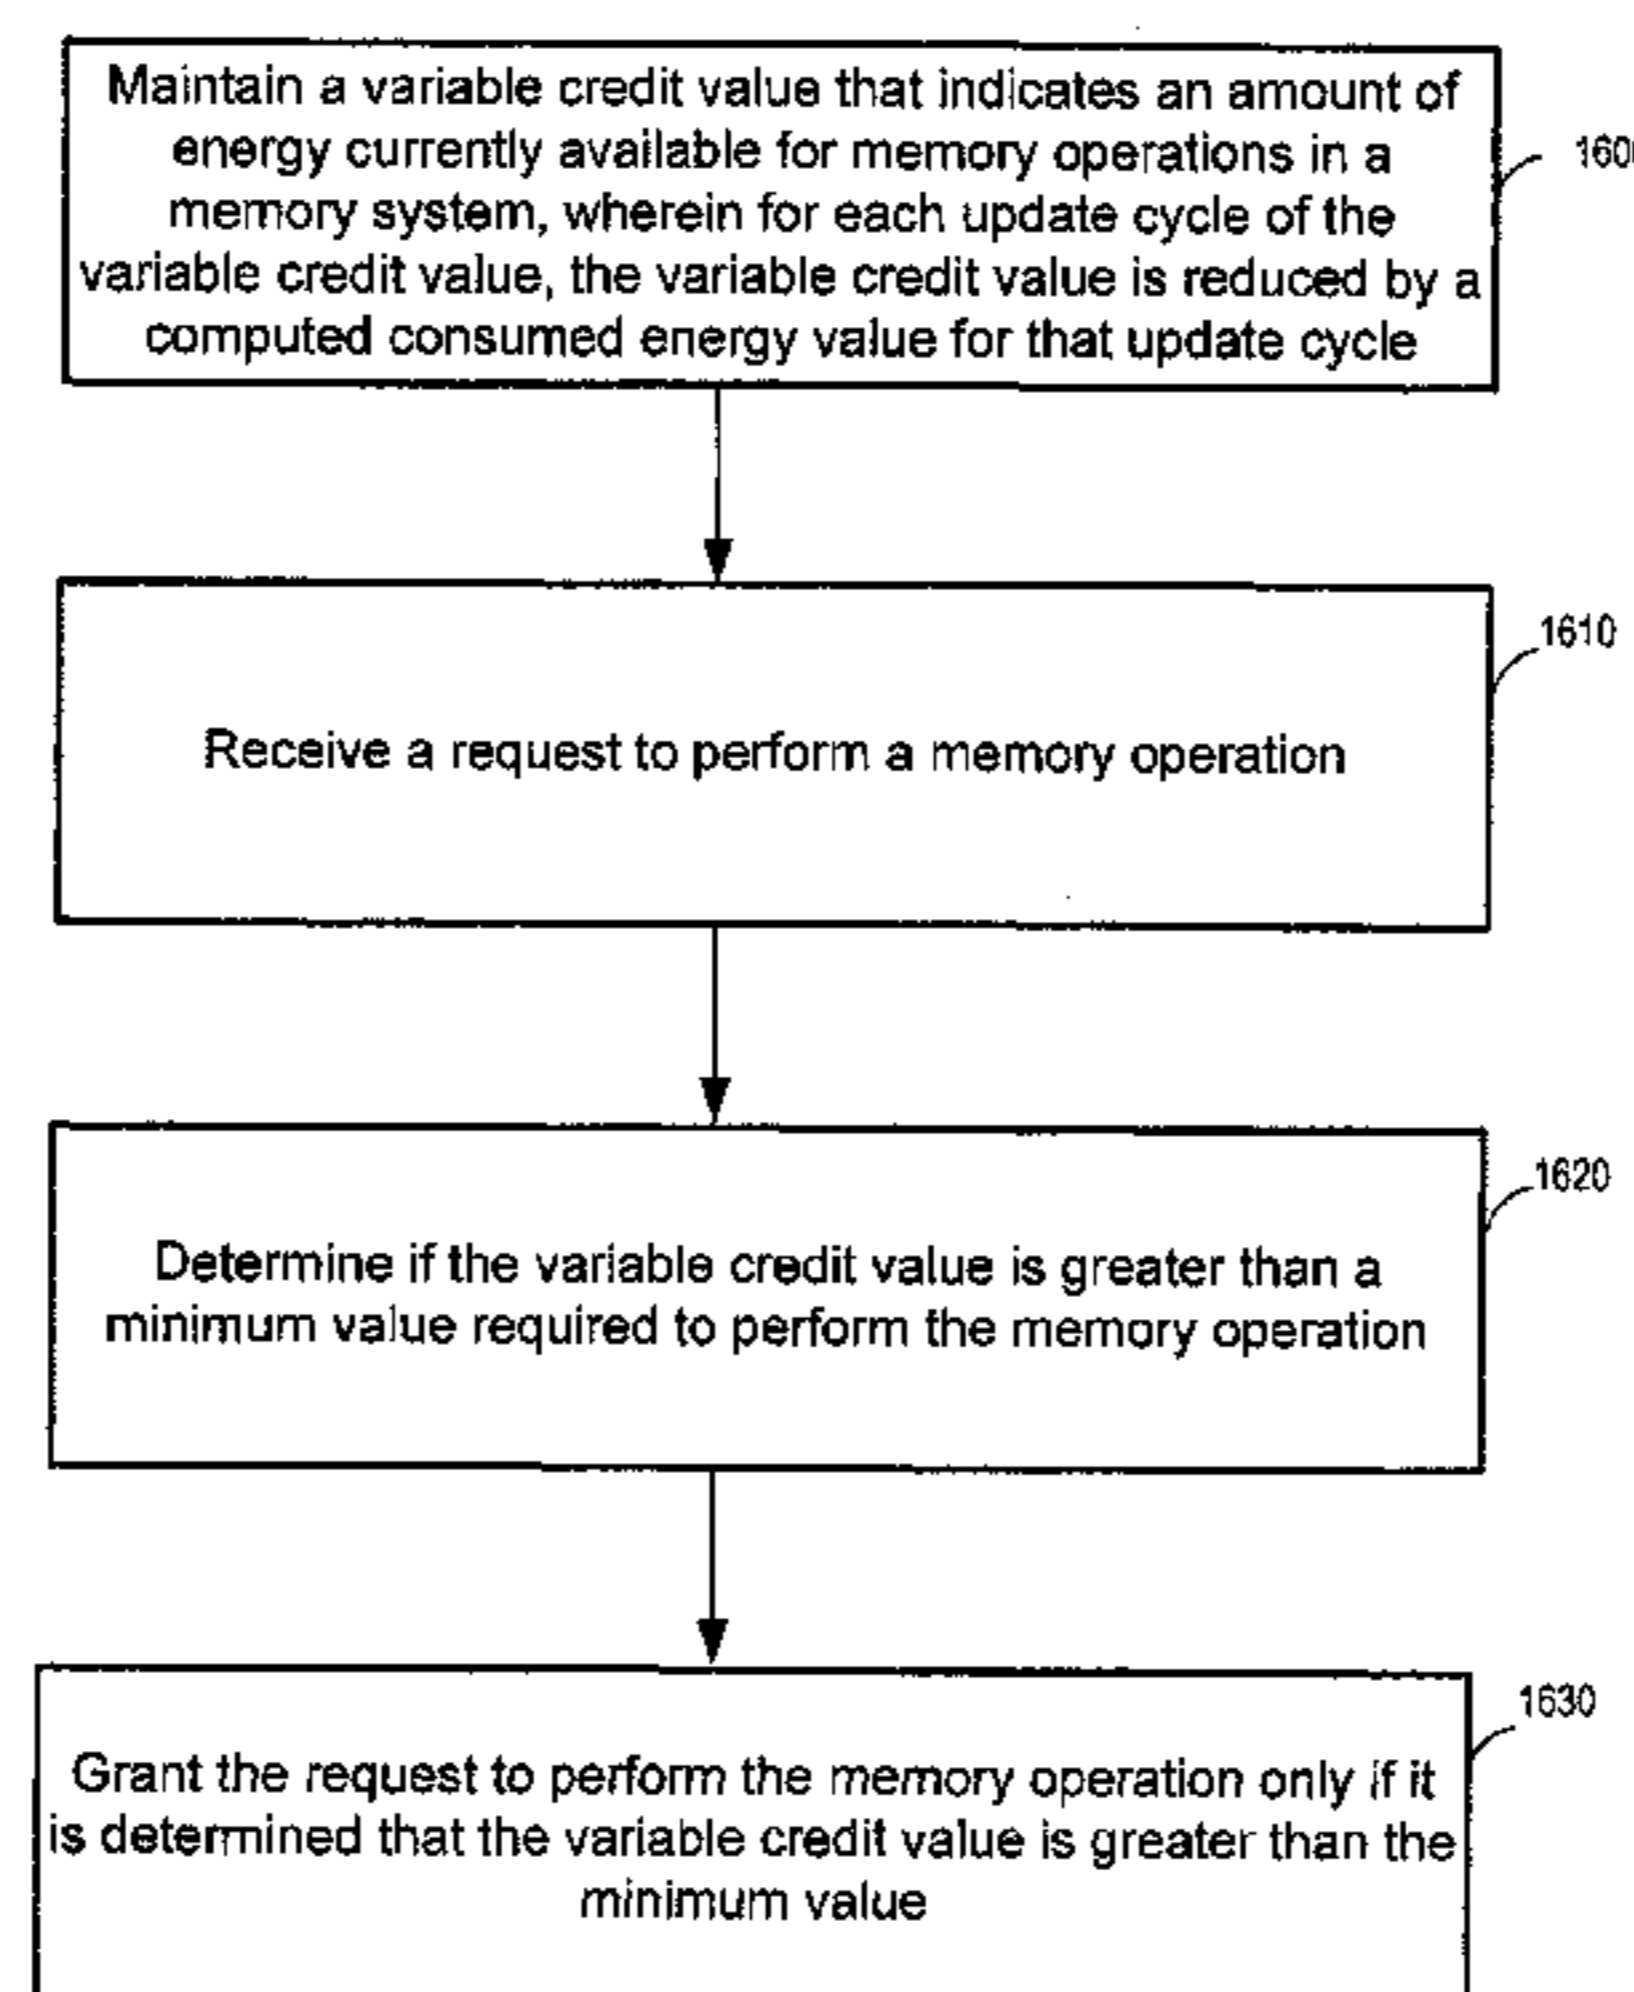 Maintain a variable credit value that indicates an amount of
energy currently available for memory operations in a
memory system, wherein for each update cycle of the
variable credit value, the variable credit value is reduced by a
computed consumed energy value for that update cycle
1610
Receive a request to perform a memory operation
1620
Determine if the variable credit value is greater than a
minimum value required to perform the memory operation
1630
Grant the request to perform the memory operation only if it
is determined that the variable credit value is greater than the
minimum value